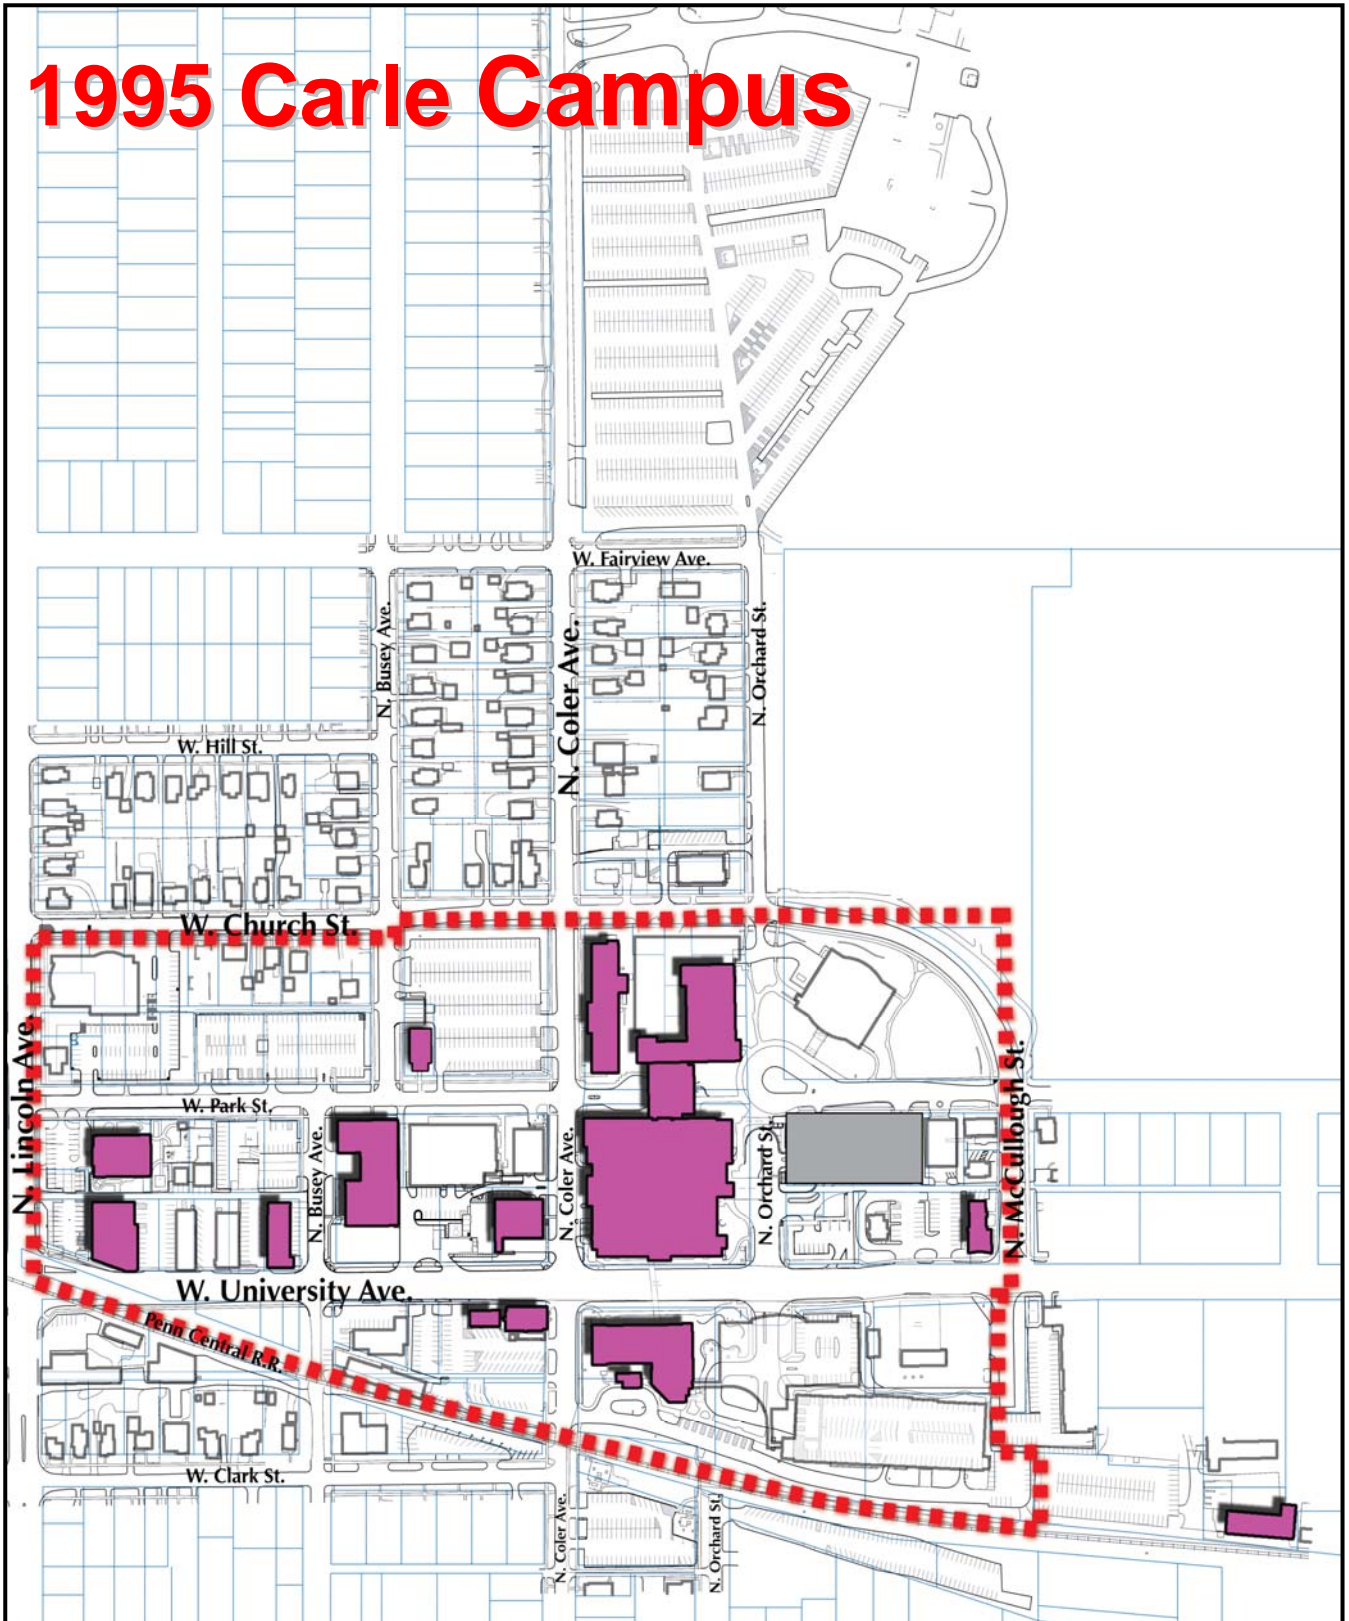 1995 Carle Campus
W. Fairview Ave.
N. Busey Ave.
N. Coler Ave.
N. Orchard St.
W. Hill St.
W. Church St.
N. Lincoln Ave.
N. McCullough St.
W. Park St.
N. Busey Ave.
N. Coler Ave.
N. Orchard St.
W. University Ave.
Penn Central R.R.
W. Clark St.
N. Coler Ave.
N. Orchard St.